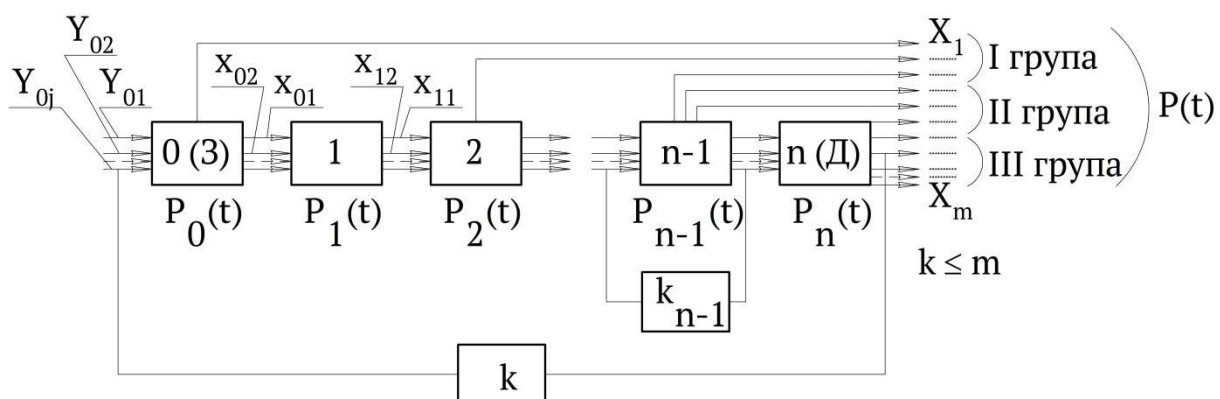 Y₀₂
Y₀ⱼ
Y₀₁
x₀₂
x₀₁
x₁₂
x₁₁
X₁
I група
II група
III група
Xₘ
P(t)
0 (З)
1
2
n-1
n (Д)
P₀(t)
P₁(t)
P₂(t)
Pₙ₋₁(t)
Pₙ(t)
k ≤ m
kₙ₋₁
k